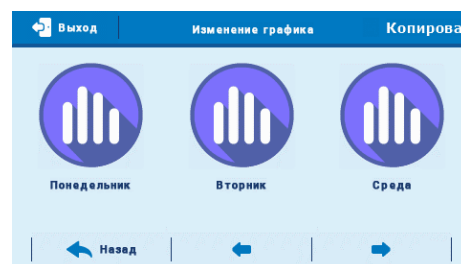 Выход Изменение графика Копирова
Понедельник Вторник Среда
Назад